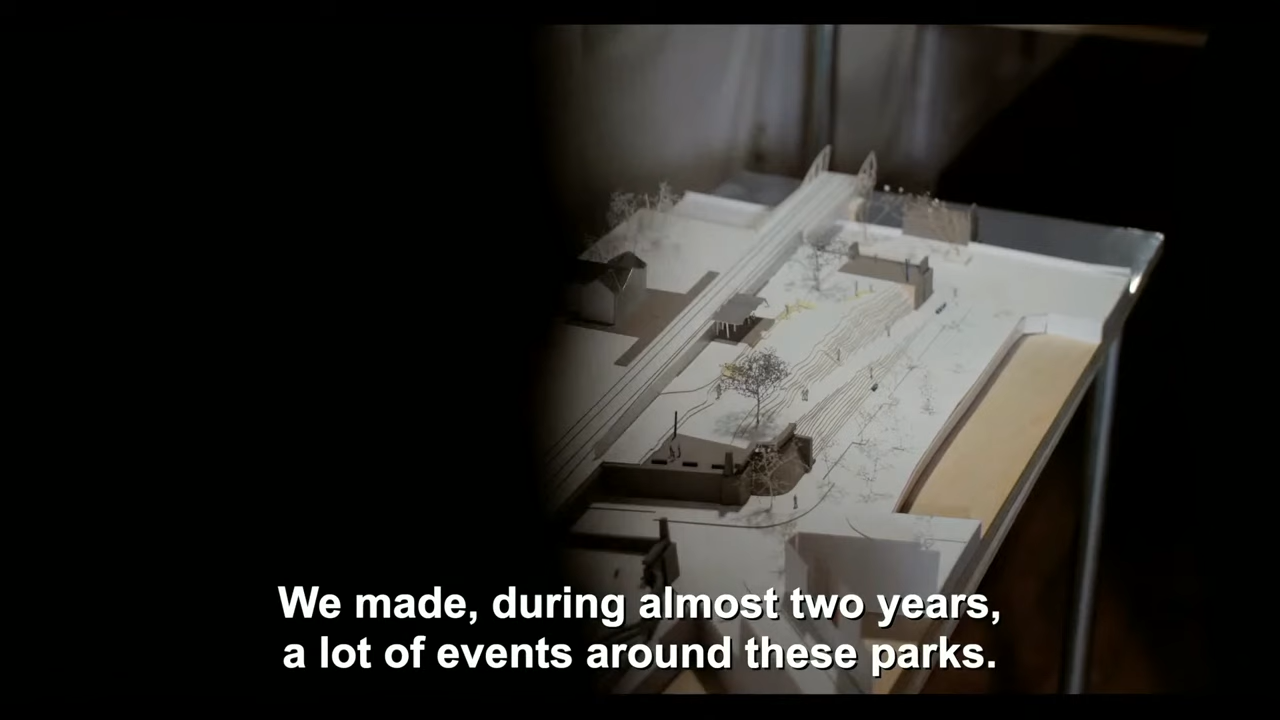 We made, during almost two years,
a lot of events around these parks.